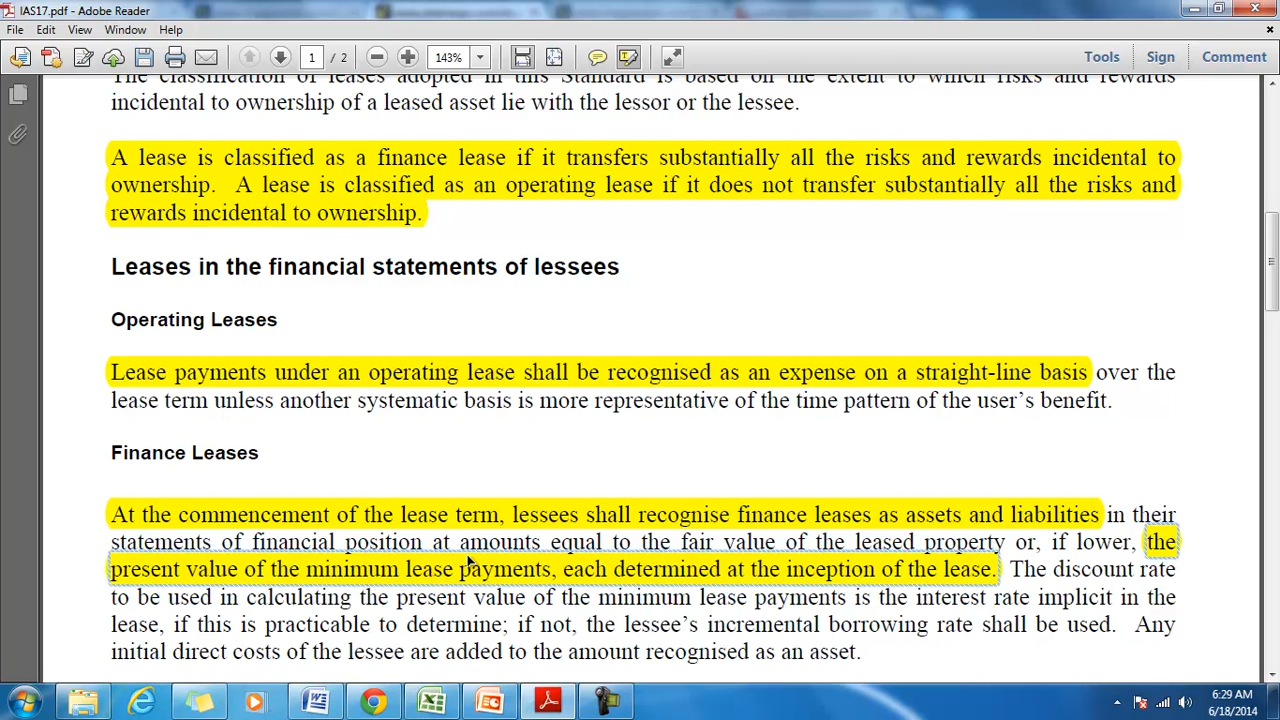 IAS17.pdf - Adobe Reader
File Edit View Window Help
1 / 2 143% Tools Sign Comment
The classification of leases adopted in this Standard is based on the extent to which risks and rewards
incidental to ownership of a leased asset lie with the lessor or the lessee.
A lease is classified as a finance lease if it transfers substantially all the risks and rewards incidental to
ownership. A lease is classified as an operating lease if it does not transfer substantially all the risks and
rewards incidental to ownership.
Leases in the financial statements of lessees
Operating Leases
Lease payments under an operating lease shall be recognised as an expense on a straight-line basis over the
lease term unless another systematic basis is more representative of the time pattern of the user's benefit.
Finance Leases
At the commencement of the lease term, lessees shall recognise finance leases as assets and liabilities in their
statements of financial position at amounts equal to the fair value of the leased property or, if lower, the
present value of the minimum lease payments, each determined at the inception of the lease. The discount rate
to be used in calculating the present value of the minimum lease payments is the interest rate implicit in the
lease, if this is practicable to determine; if not, the lessee's incremental borrowing rate shall be used. Any
initial direct costs of the lessee are added to the amount recognised as an asset.
6:29 AM
6/18/2014